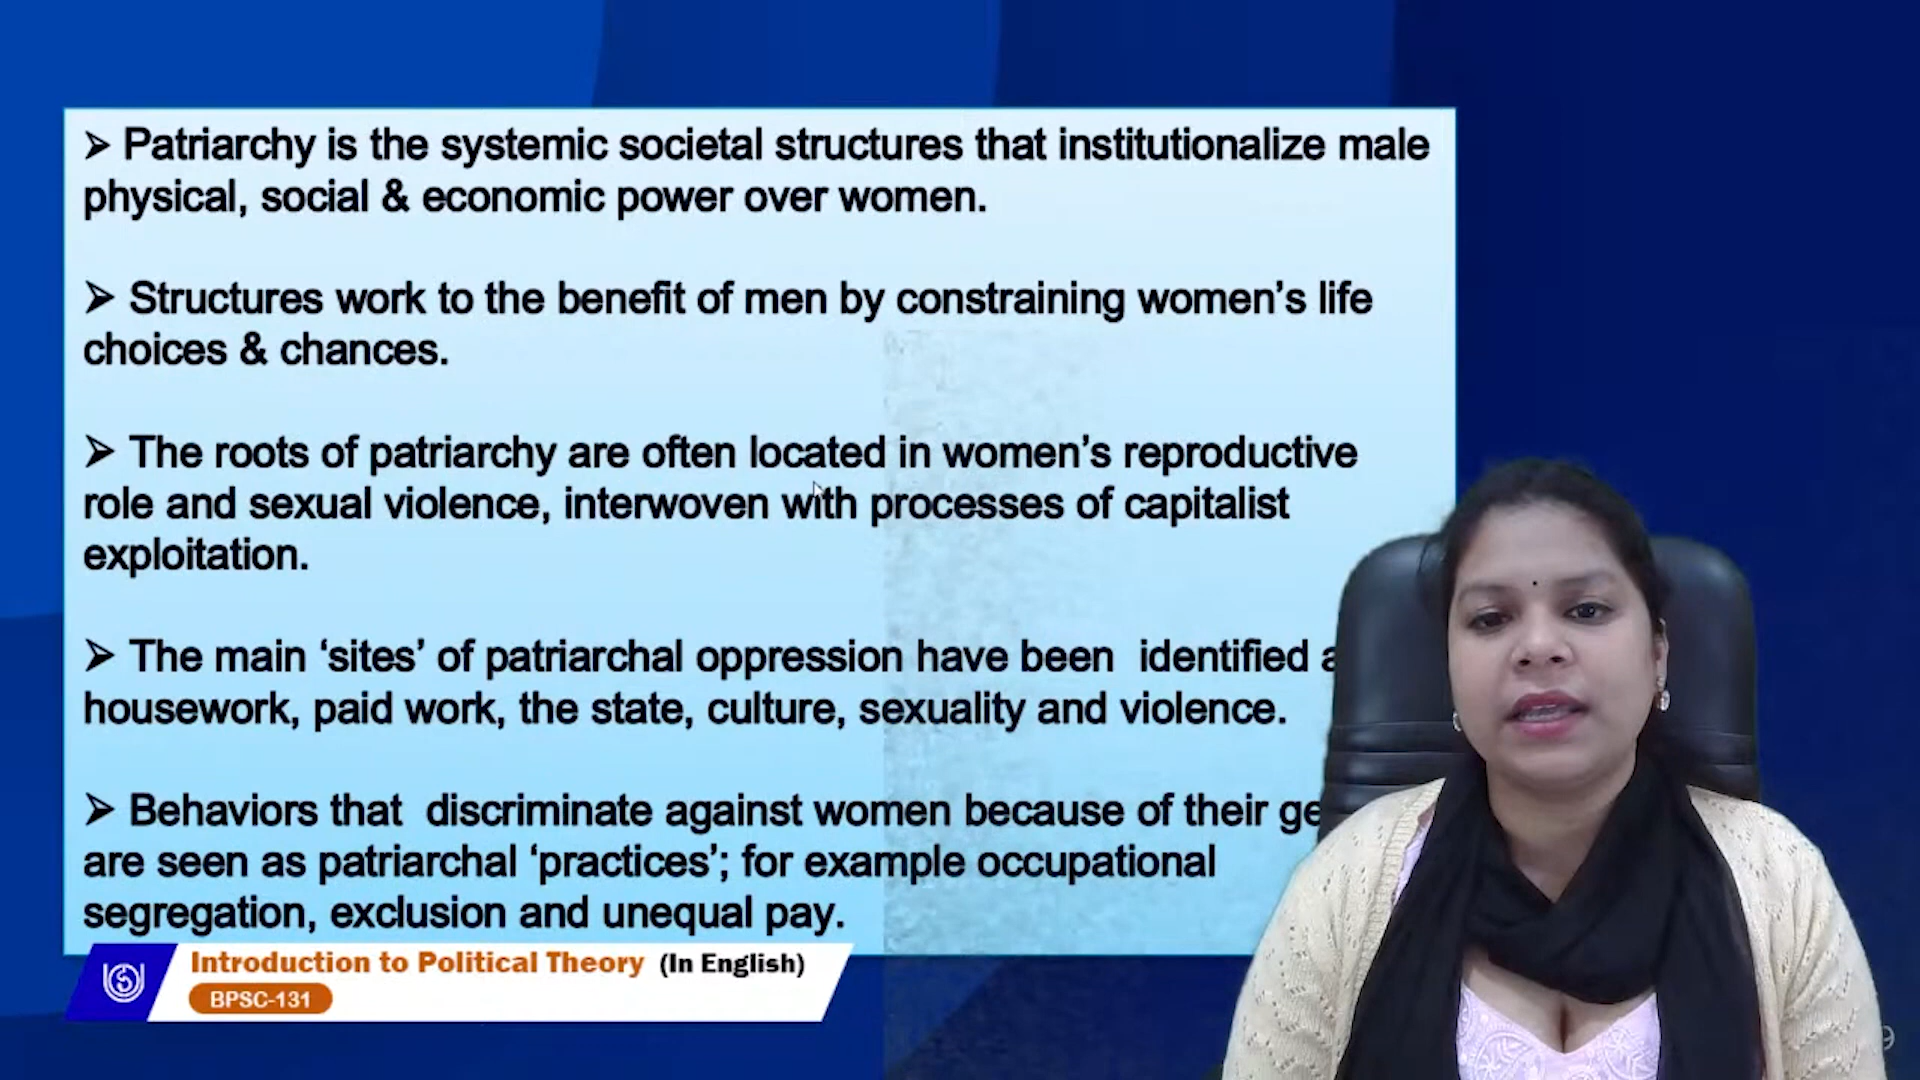 ➢ Patriarchy is the systemic societal structures that institutionalize male
physical, social & economic power over women.
➢ Structures work to the benefit of men by constraining women’s life
choices & chances.
➢ The roots of patriarchy are often located in women’s reproductive
role and sexual violence, interwoven with processes of capitalist
exploitation.
➢ The main ‘sites’ of patriarchal oppression have been identified
housework, paid work, the state, culture, sexuality and violence.
➢ Behaviors that discriminate against women because of their
are seen as patriarchal ‘practices’; for example occupational
segregation, exclusion and unequal pay.
Introduction to Political Theory (In English)
BPSC-131